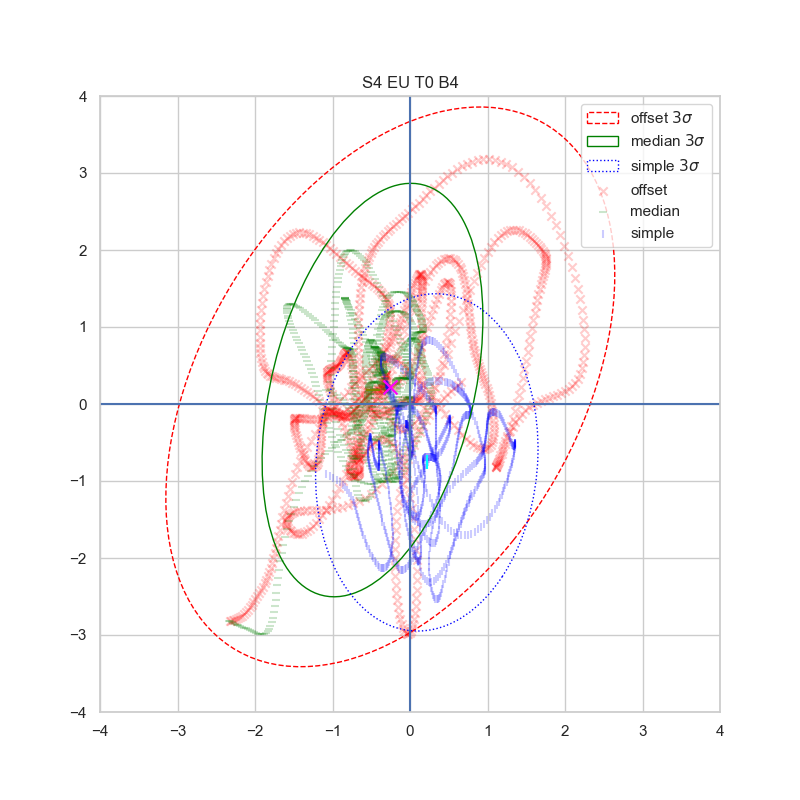 S4 EU T0 B4
offset 3σ
median 3σ
simple 3σ
offset
median
simple
4
3
2
1
0
−1
−2
−3
−4
−4 −3 −2 −1 0 1 2 3 4